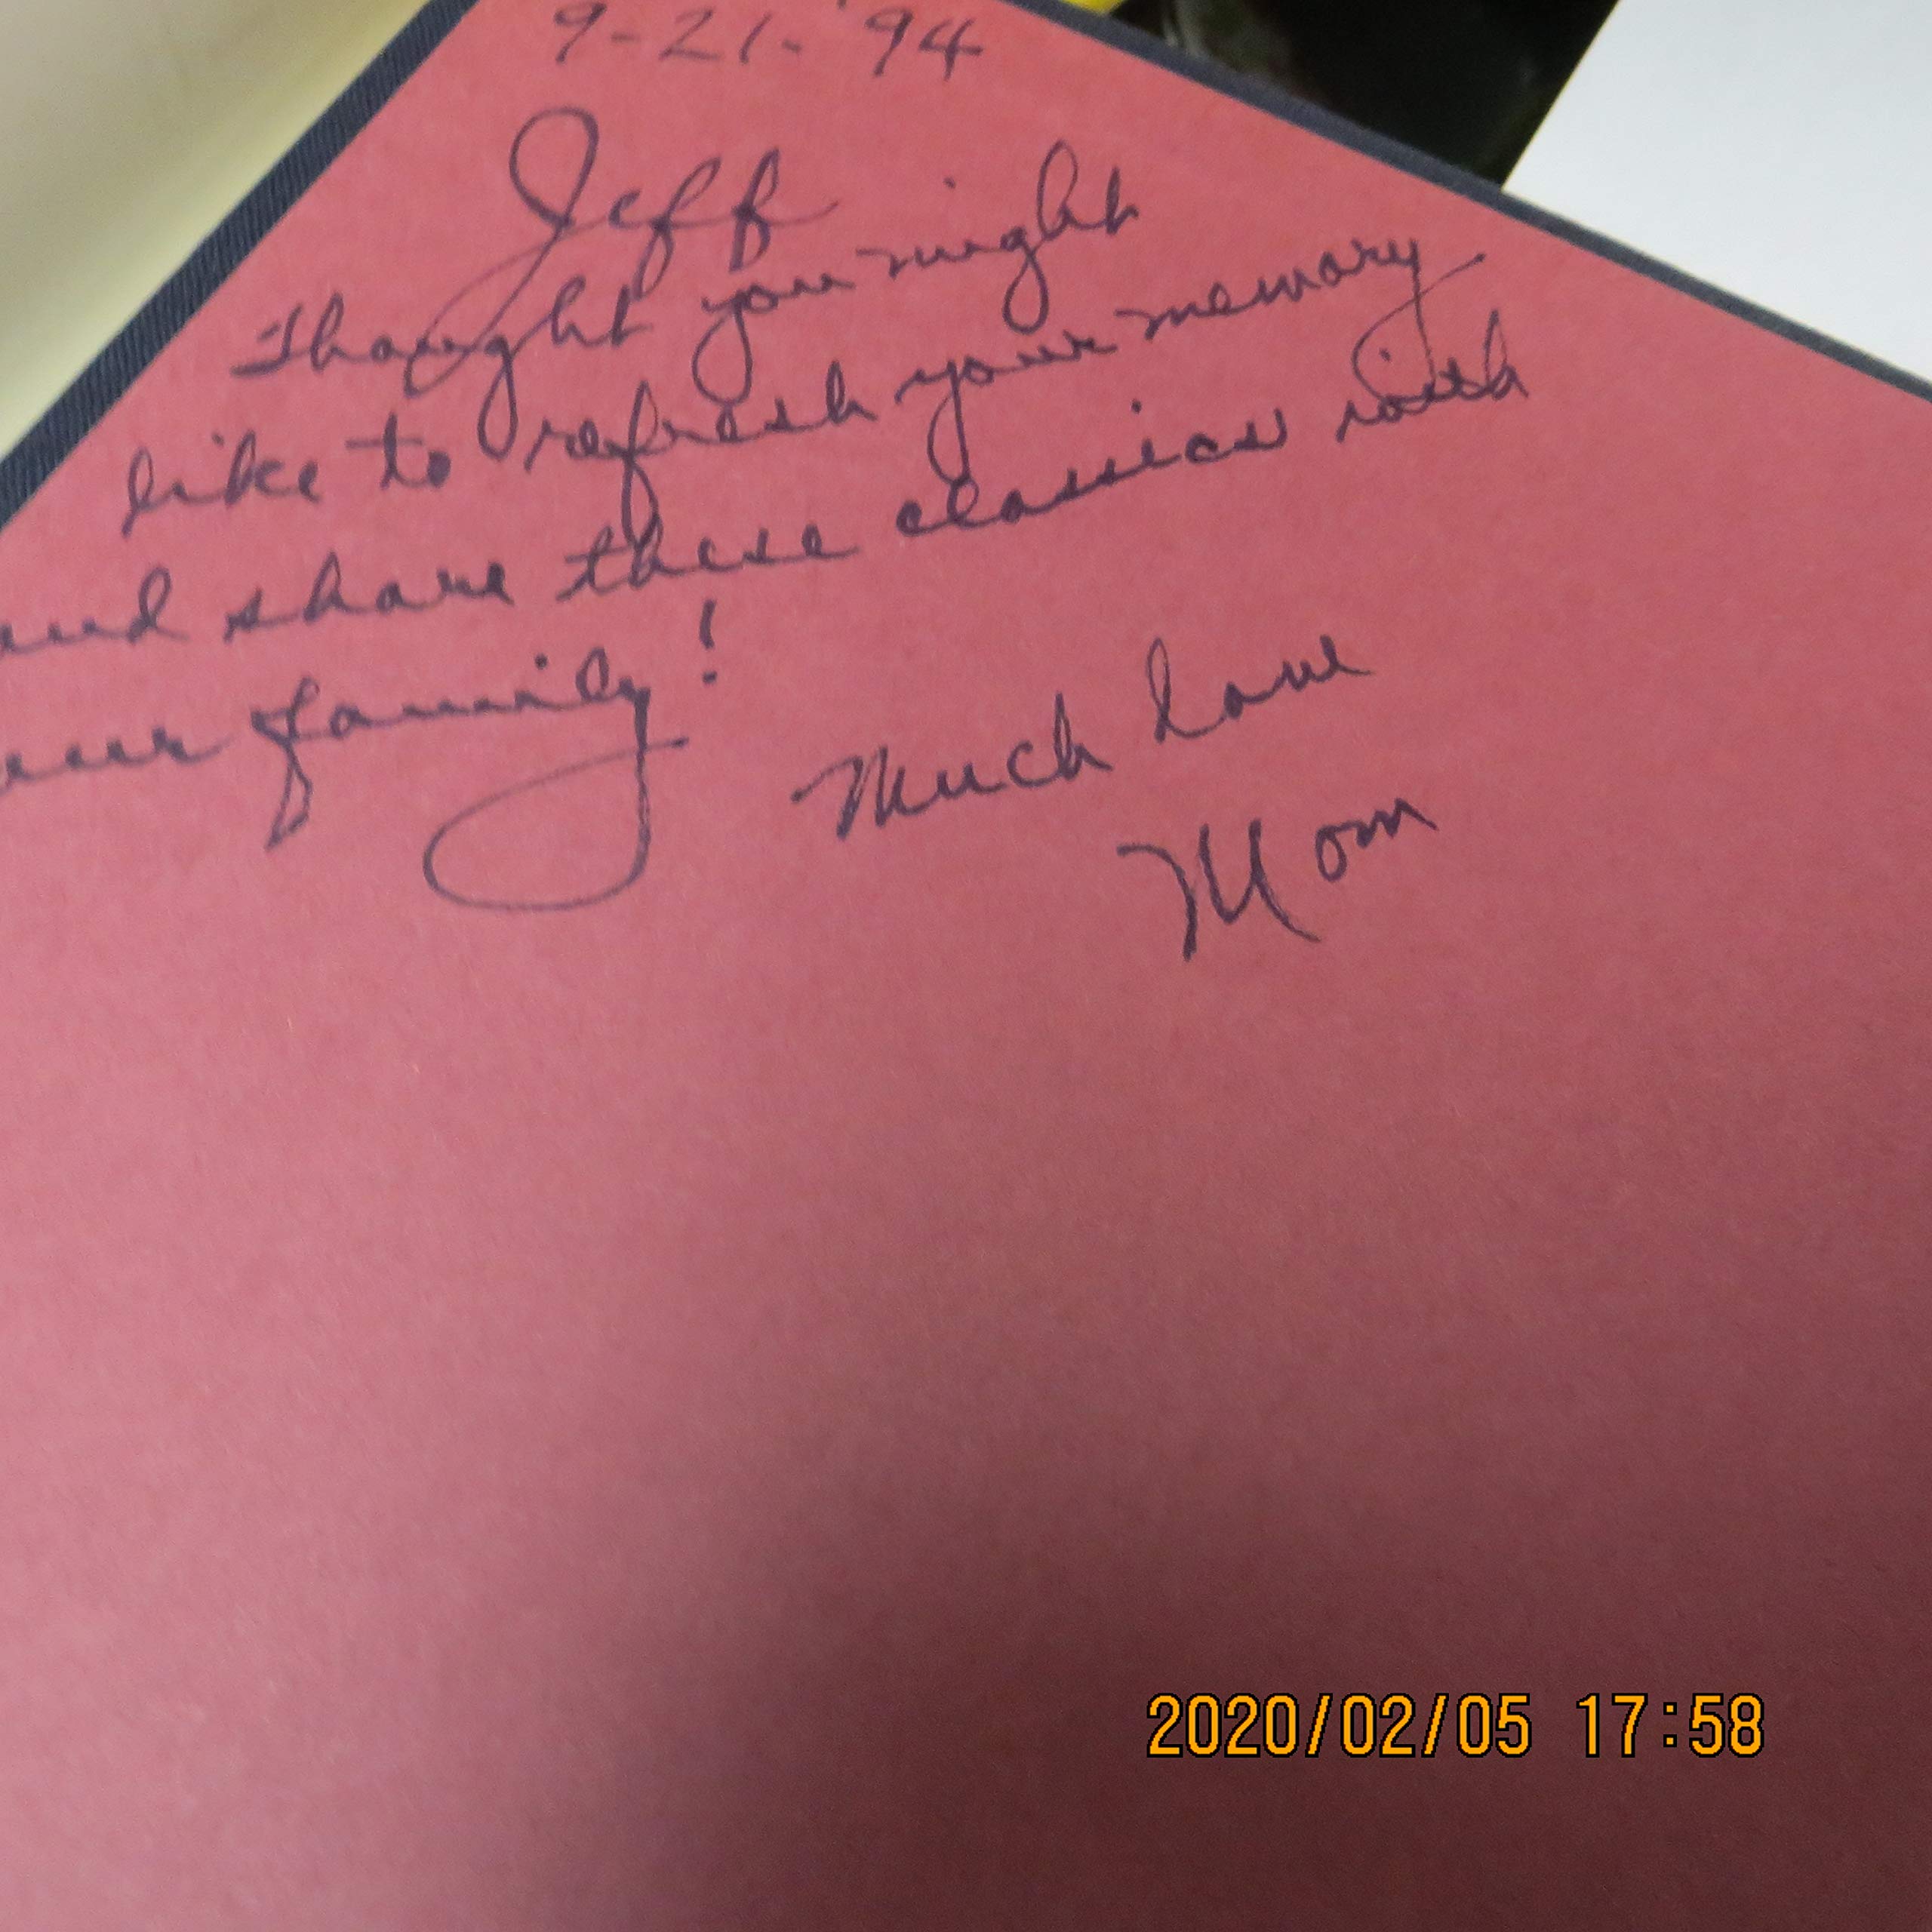 9-21-'94
Jeff
Thought you might
like to refresh your memory
and share these classics with
your family!
Much love
Mom
2020/02/05 17:58